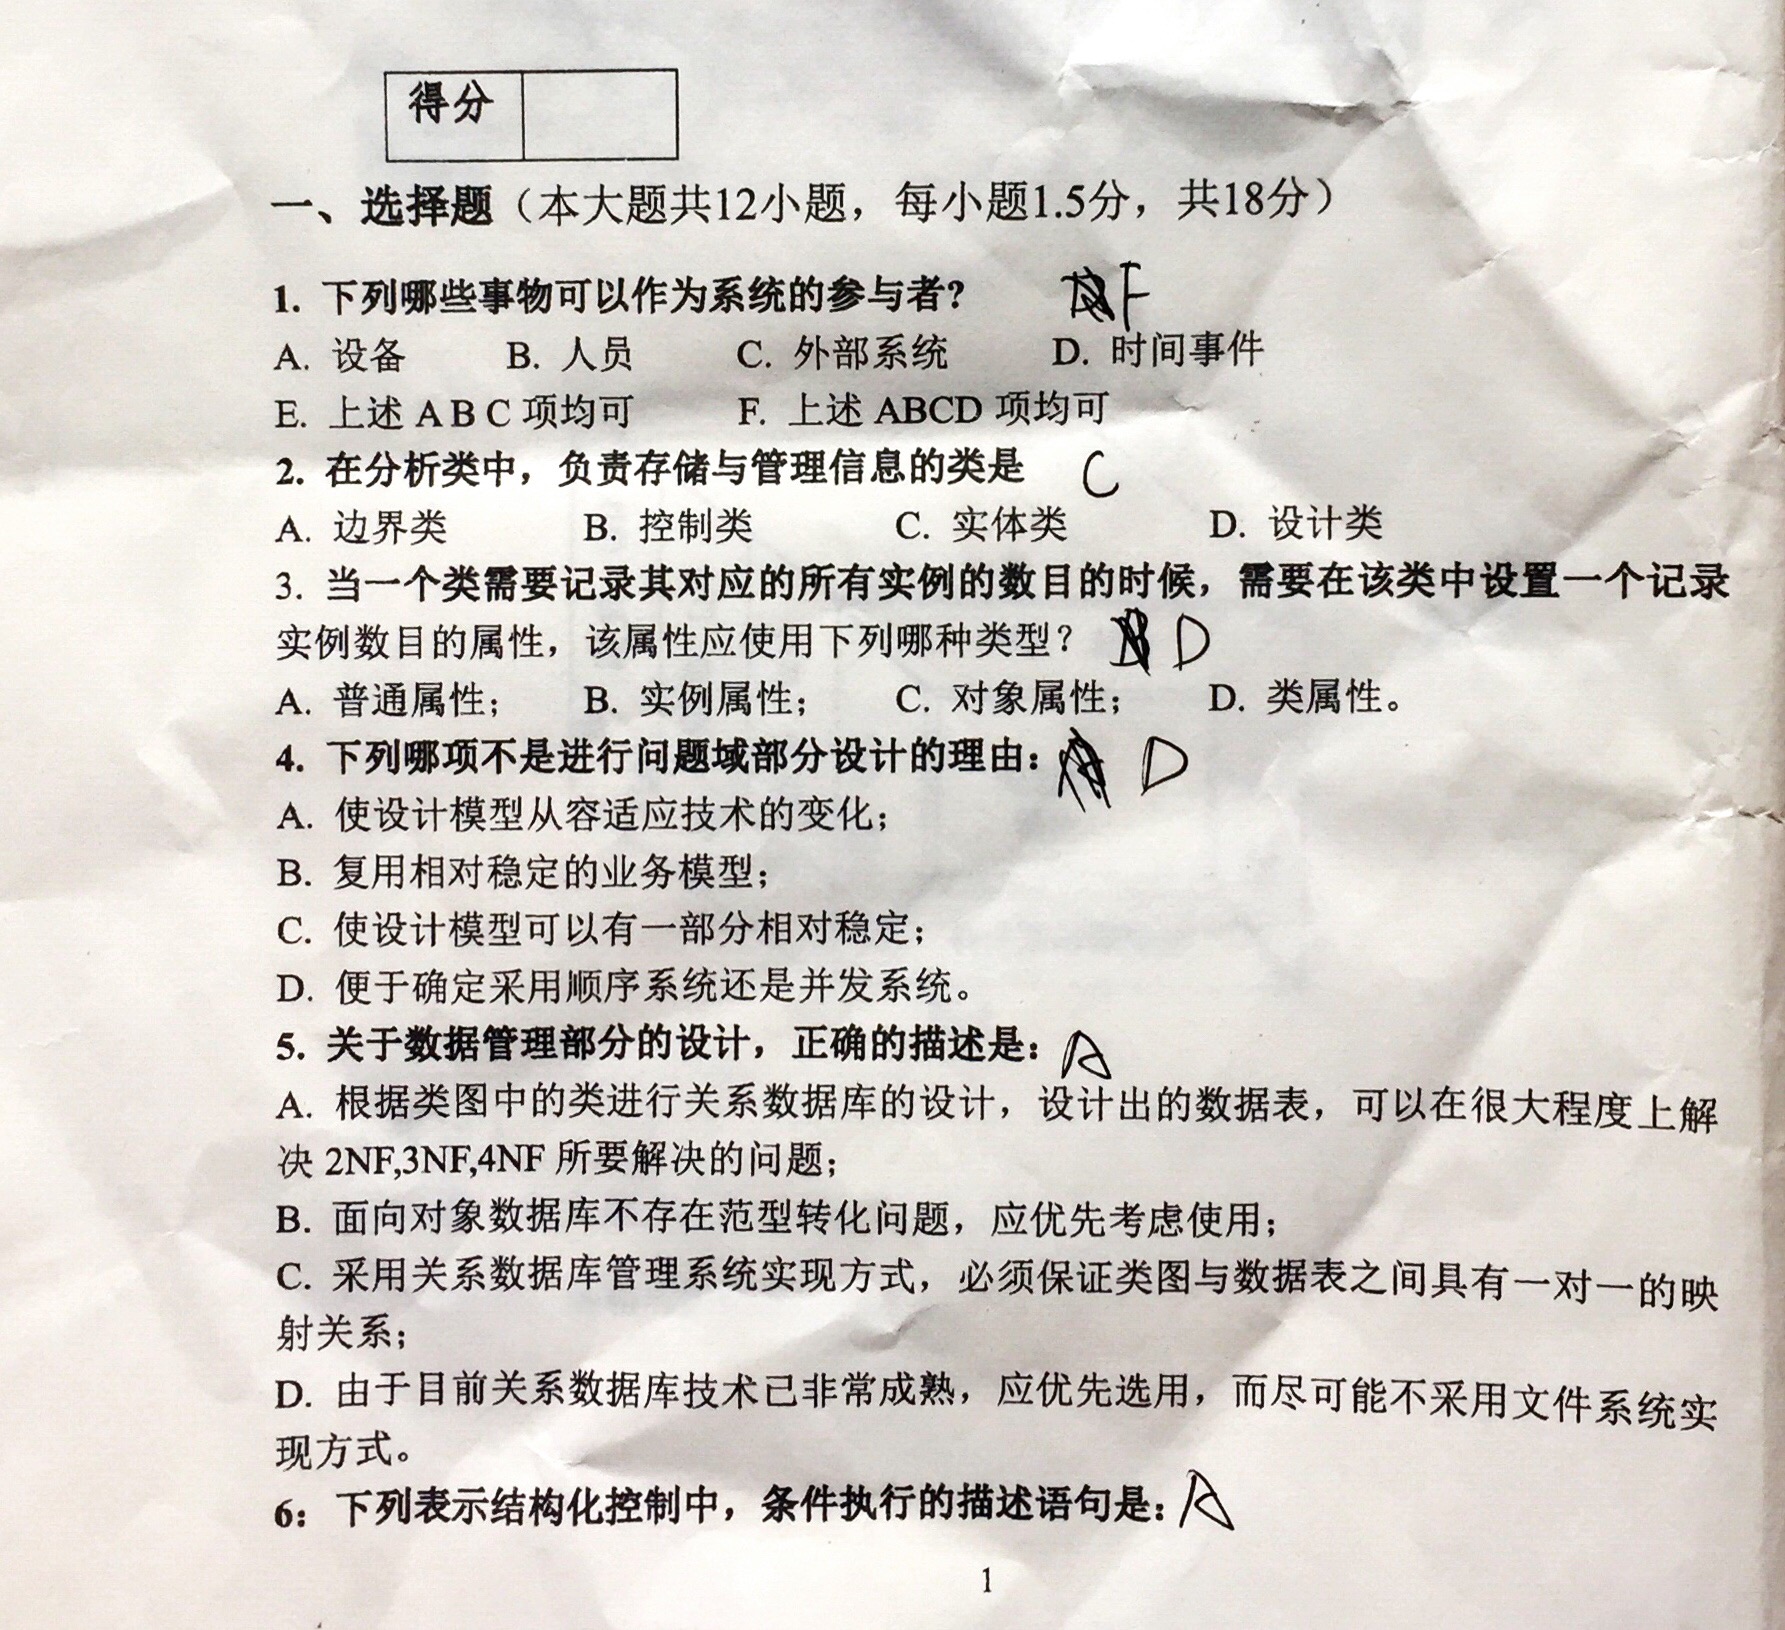 得分
一、选择题（本大题共12小题，每小题1.5分，共18分）
1. 下列哪些事物可以作为系统的参与者？ F
A. 设备 B. 人员 C. 外部系统 D. 时间事件
E. 上述 A B C 项均可 F. 上述 ABCD 项均可
2. 在分析类中，负责存储与管理信息的类是 C
A. 边界类 B. 控制类 C. 实体类 D. 设计类
3. 当一个类需要记录其对应的所有实例的数目的时候，需要在该类中设置一个记录
实例数目的属性，该属性应使用下列哪种类型？ D
A. 普通属性； B. 实例属性； C. 对象属性； D. 类属性。
4. 下列哪项不是进行问题域部分设计的理由： D
A. 使设计模型从容适应技术的变化；
B. 复用相对稳定的业务模型；
C. 使设计模型可以有一部分相对稳定；
D. 便于确定采用顺序系统还是并发系统。
5. 关于数据管理部分的设计，正确的描述是： A
A. 根据类图中的类进行关系数据库的设计，设计出的数据表，可以在很大程度上解
决 2NF,3NF,4NF 所要解决的问题；
B. 面向对象数据库不存在范型转化问题，应优先考虑使用；
C. 采用关系数据库管理系统实现方式，必须保证类图与数据表之间具有一对一的映
射关系；
D. 由于目前关系数据库技术已非常成熟，应优先选用，而尽可能不采用文件系统实
现方式。
6： 下列表示结构化控制中，条件执行的描述语句是： A
1